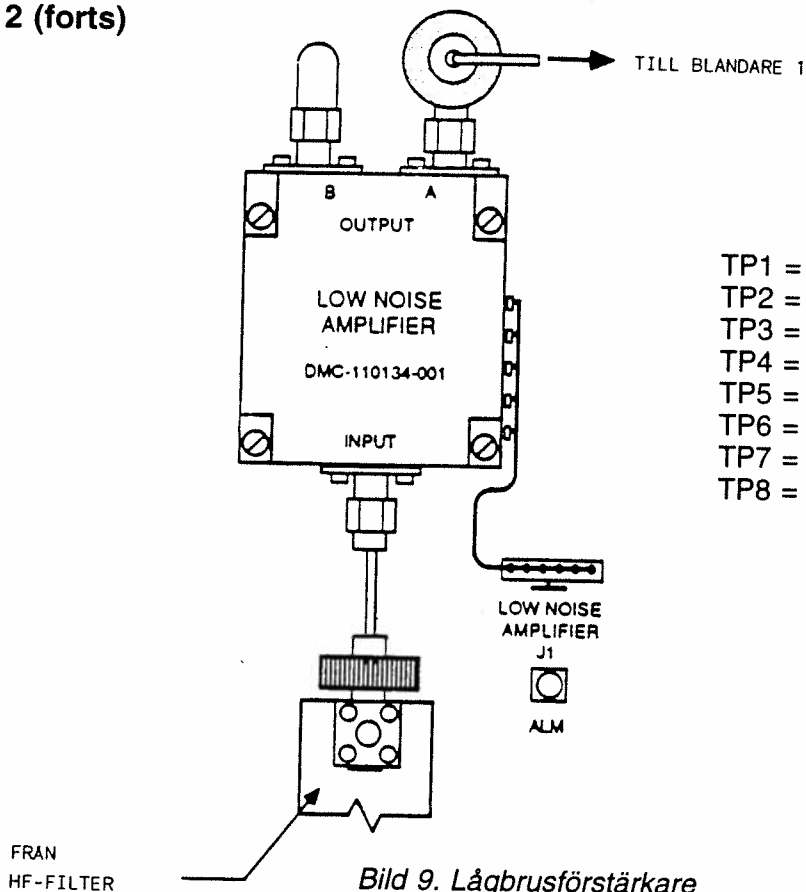 2 (forts)
TILL BLANDARE 1
B
A
OUTPUT
LOW NOISE
AMPLIFIER
DMC-110134-001
INPUT
TP1 =
TP2 =
TP3 =
TP4 =
TP5 =
TP6 =
TP7 =
TP8 =
LOW NOISE
AMPLIFIER
J1
ALM
FRAN
HF-FILTER
Bild 9. Lågbrusförstärkare